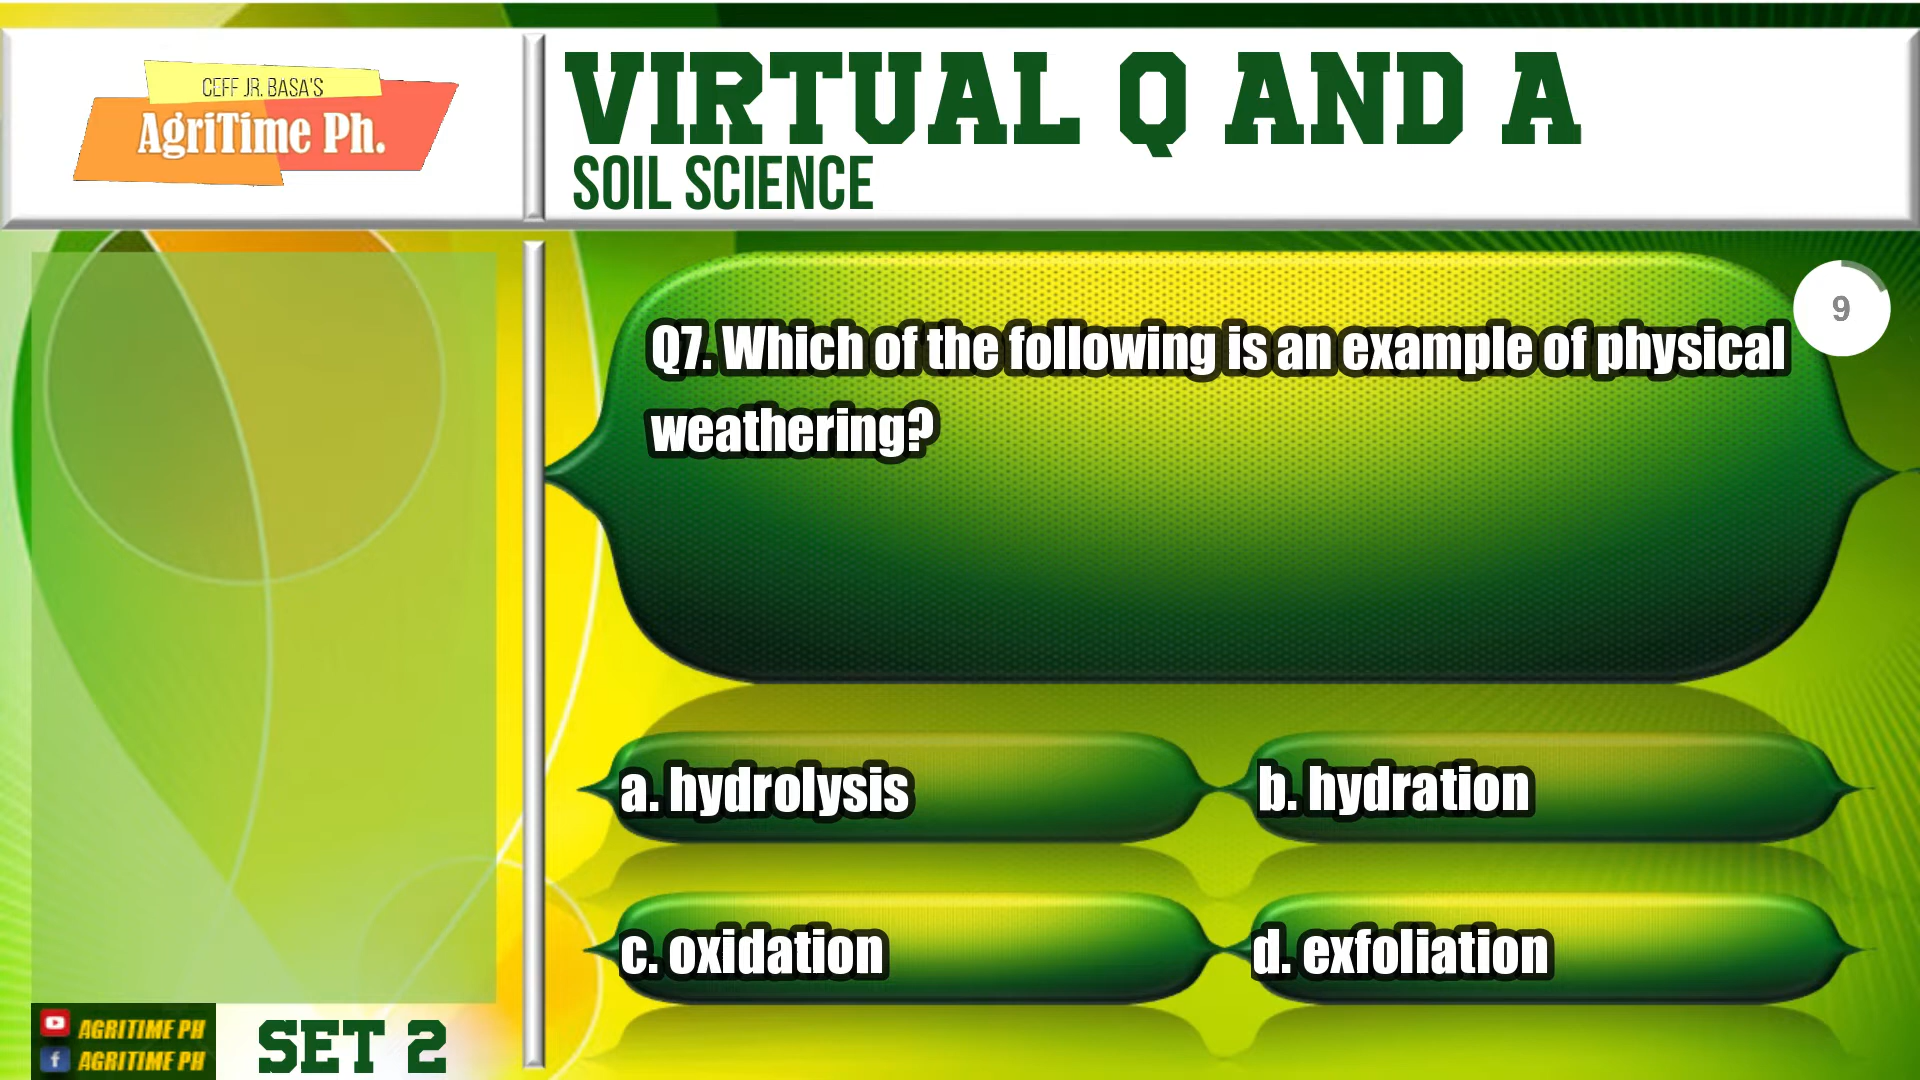 CEFF JR. BASA'S
AgriTime Ph.
VIRTUAL Q AND A
SOIL SCIENCE
9
Q7. Which of the following is an example of physical
weathering?
a. hydrolysis
b. hydration
c. oxidation
d. exfoliation
AGRITIME PH
AGRITIME PH
SET 2